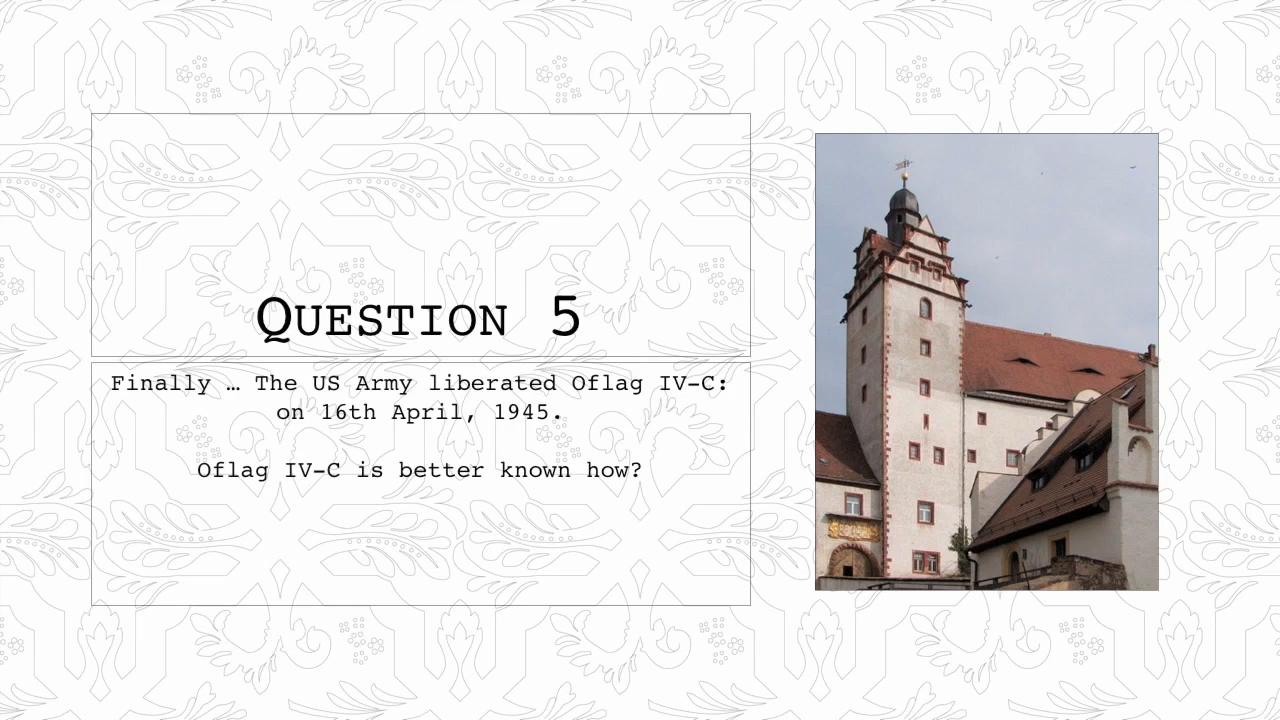 Question 5
Finally … The US Army liberated Oflag IV-C:
on 16th April, 1945.
Oflag IV-C is better known how?